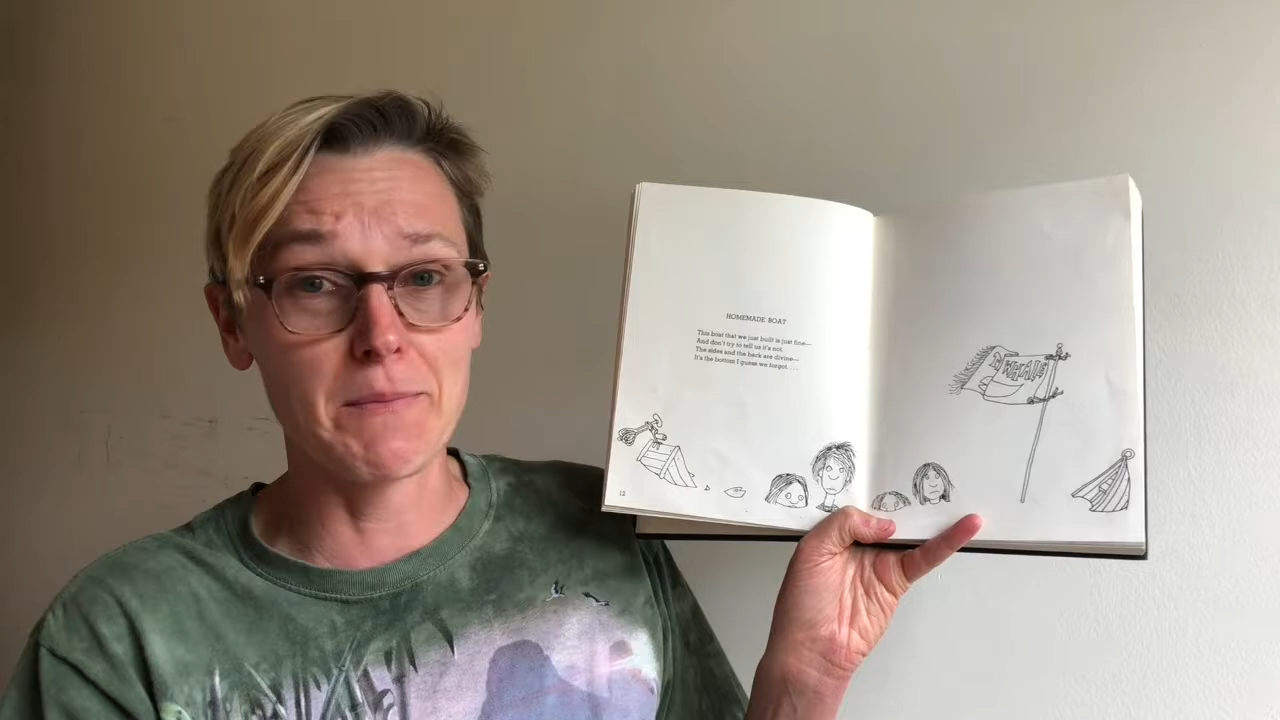 HOMEMADE BOAT
This boat that we just built is just fine—
And don't try to tell us it's not.
The sides and the back are divine—
It's the bottom I guess we forgot. . . .
12
WHALE